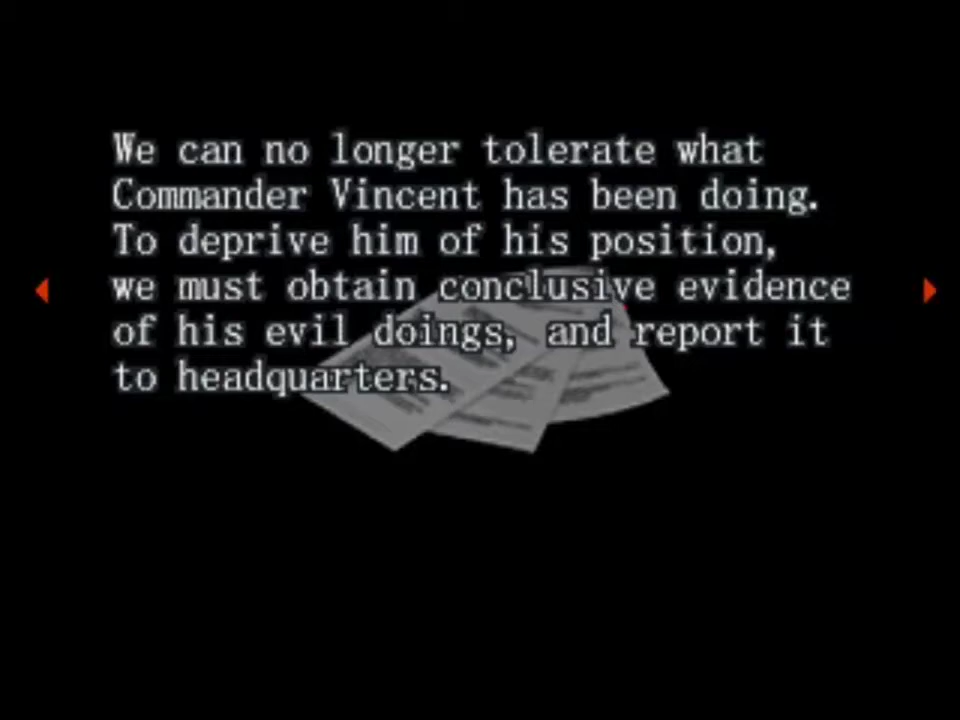 We can no longer tolerate what
Commander Vincent has been doing.
To deprive him of his position,
we must obtain conclusive evidence
of his evil doings, and report it
to headquarters.